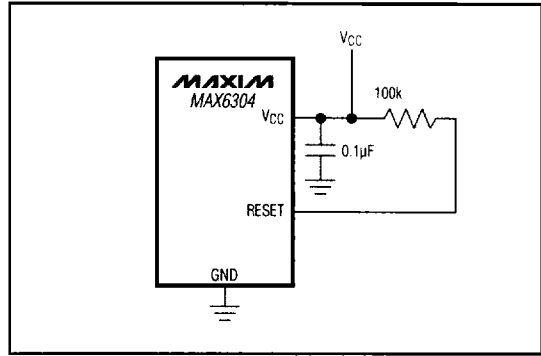 VCC
100k
MAXIM
MAX6304
VCC
0.1µF
RESET
GND